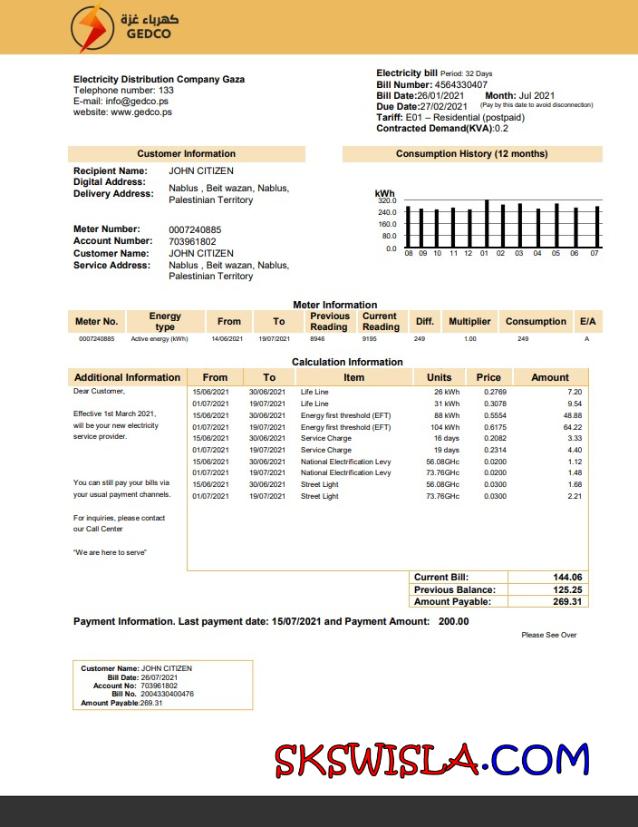 كهرباء غزة
GEDCO
Electricity Distribution Company Gaza
Telephone number: 133
E-mail: info@gedco.ps
website: www.gedco.ps
Electricity bill Period: 32 Days
Bill Number: 4564330407
Bill Date:26/01/2021 Month: Jul 2021
Due Date:27/02/2021 (Pay by this date to avoid disconnection)
Tariff: E01 – Residential (postpaid)
Contracted Demand(KVA):0.2
Customer Information
Recipient Name: JOHN CITIZEN
Digital Address:
Delivery Address: Nablus , Beit wazan, Nablus,
Palestinian Territory
Meter Number: 0007240885
Account Number: 703961802
Customer Name: JOHN CITIZEN
Service Address: Nablus , Beit wazan, Nablus,
Palestinian Territory
Consumption History (12 months)
kWh
320.0
240.0
160.0
80.0
0.0
08 09 10 11 12 01 02 03 04 05 06 07
Meter Information
Meter No. Energy type From To Previous Reading Current Reading Diff. Multiplier Consumption E/A
0007240885 Active energy (kWh) 14/06/2021 19/07/2021 8946 9195 249 1.00 249 A
Calculation Information
Additional Information From To Item Units Price Amount
Dear Customer,
Effective 1st March 2021,
will be your new electricity
service provider.
You can still pay your bills via
your usual payment channels.
For inquiries, please contact
our Call Center
"We are here to serve"
15/06/2021 30/06/2021 Life Line 26 kWh 0.2769 7.20
01/07/2021 19/07/2021 Life Line 31 kWh 0.3078 9.54
15/06/2021 30/06/2021 Energy first threshold (EFT) 88 kWh 0.5554 48.88
01/07/2021 19/07/2021 Energy first threshold (EFT) 104 kWh 0.6175 64.22
15/06/2021 30/06/2021 Service Charge 16 days 0.2082 3.33
01/07/2021 19/07/2021 Service Charge 19 days 0.2314 4.40
15/06/2021 30/06/2021 National Electrification Levy 56.08GHc 0.0200 1.12
01/07/2021 19/07/2021 National Electrification Levy 73.76GHc 0.0200 1.48
15/06/2021 30/06/2021 Street Light 56.08GHc 0.0300 1.68
01/07/2021 19/07/2021 Street Light 73.76GHc 0.0300 2.21
Current Bill: 144.06
Previous Balance: 125.25
Amount Payable: 269.31
Payment Information. Last payment date: 15/07/2021 and Payment Amount: 200.00
Please See Over
Customer Name: JOHN CITIZEN
Bill Date: 26/07/2021
Account No: 703961802
Bill No. 2004330400476
Amount Payable:269.31
SKSWISLA.COM